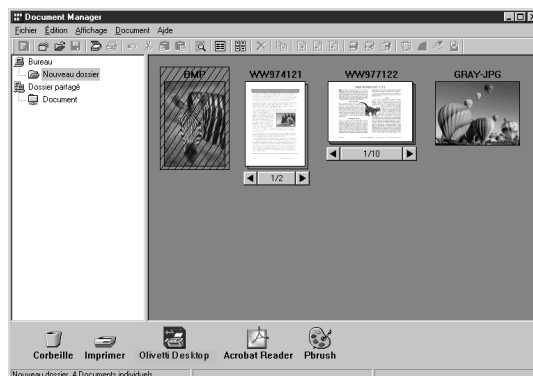 Document Manager
Fichier Édition Affichage Document Aide
Bureau
Nouveau dossier
Dossier partagé
Document
BMP WW974121 WW977122 GRAY-JPG
1/2 1/10
Corbeille Imprimer Olivetti Desktop Acrobat Reader Pbrush
Nouveau dossier, 4 Documents individuels